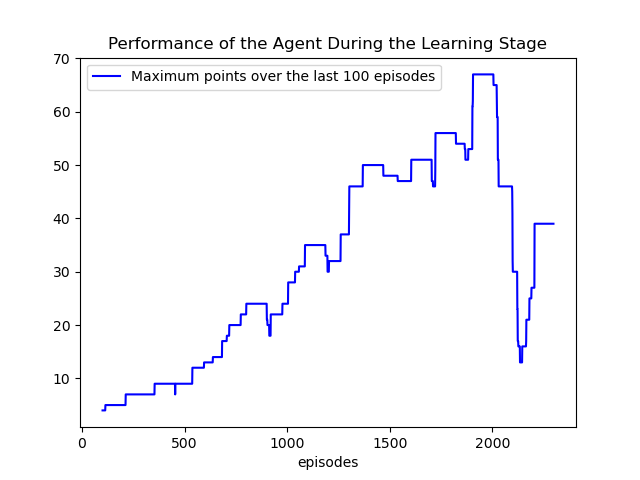 Performance of the Agent During the Learning Stage
Maximum points over the last 100 episodes
70
60
50
40
30
20
10
0 500 1000 1500 2000
episodes